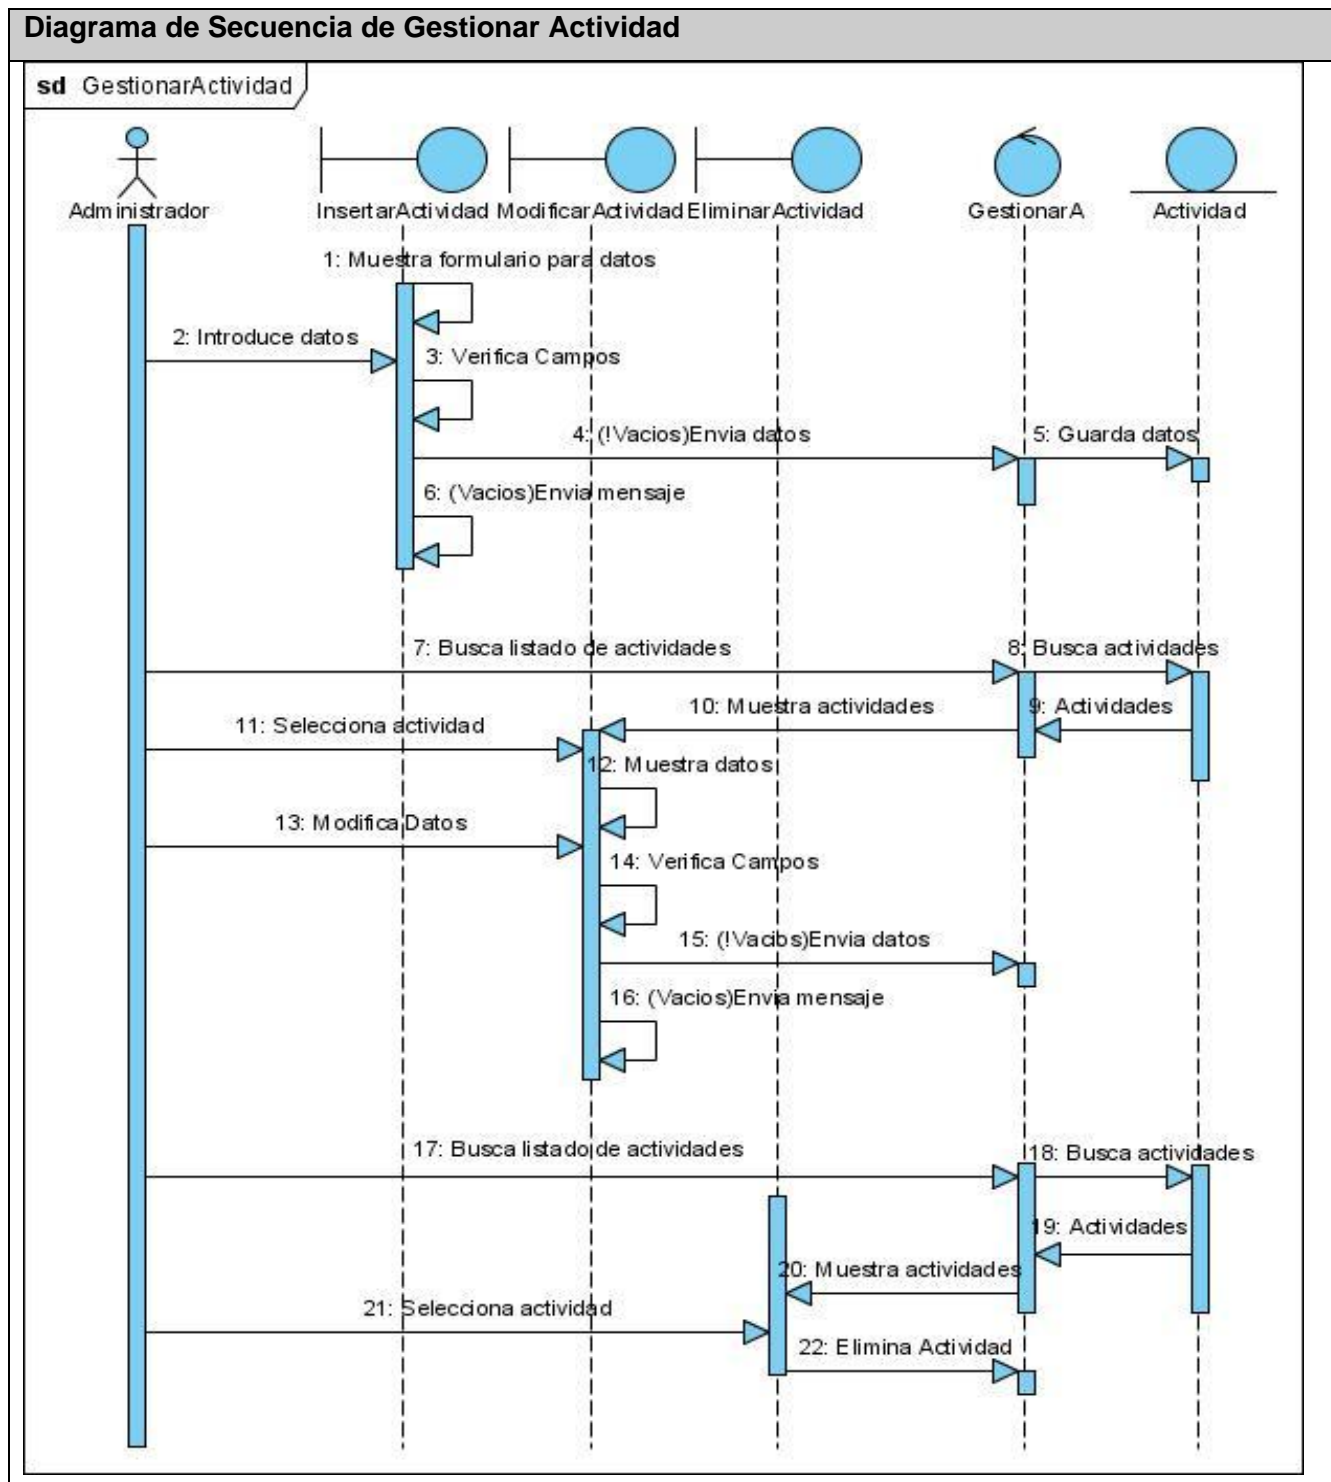 Diagrama de Secuencia de Gestionar Actividad
sd GestionarActividad
Administrador
InsertarActividad
ModificarActividad
EliminarActividad
GestionarA
Actividad
1: Muestra formulario para datos
2: Introduce datos
3: Verifica Campos
4: (!Vacios)Envia datos
5: Guarda datos
6: (Vacios)Envia mensaje
7: Busca listado de actividades
8: Busca actividades
10: Muestra actividades
9: Actividades
11: Selecciona actividad
12: Muestra datos
13: Modifica Datos
14: Verifica Campos
15: (!Vacios)Envia datos
16: (Vacios)Envia mensaje
17: Busca listado de actividades
18: Busca actividades
19: Actividades
20: Muestra actividades
21: Selecciona actividad
22: Elimina Actividad